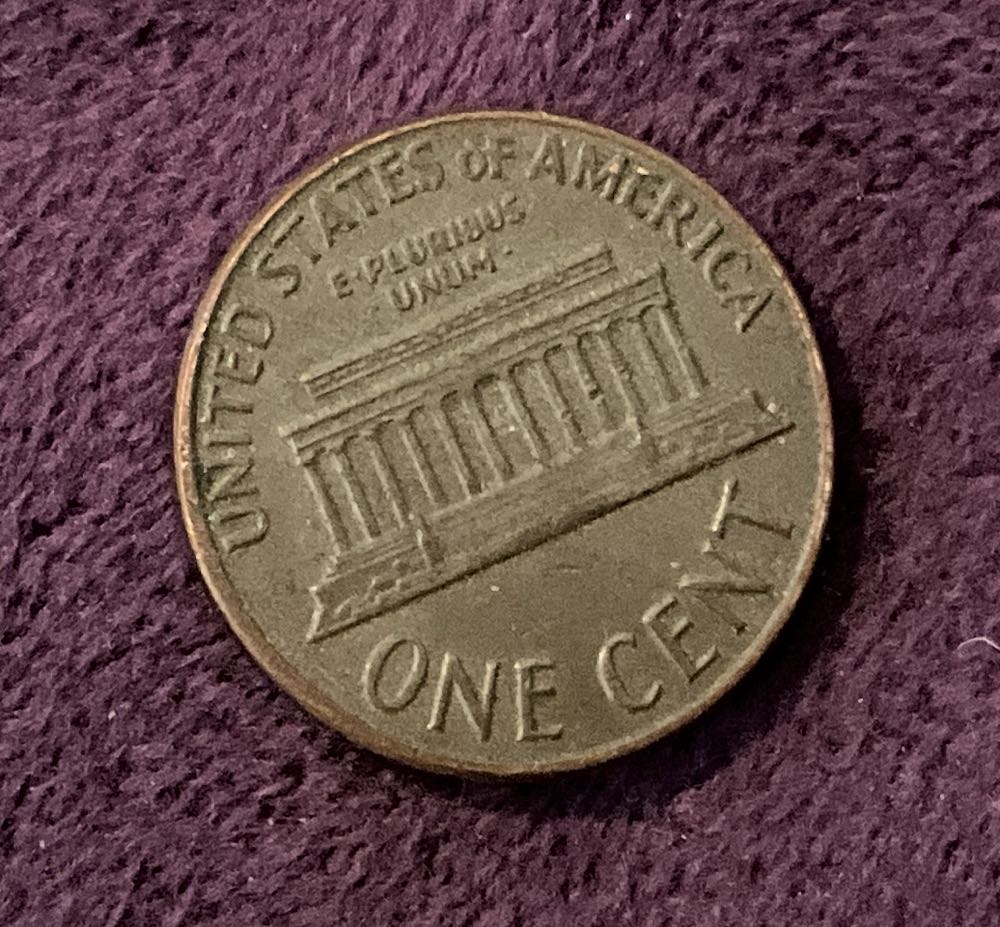 UNITED STATES OF AMERICA
E·PLURIBUS
·UNUM·
ONE CENT